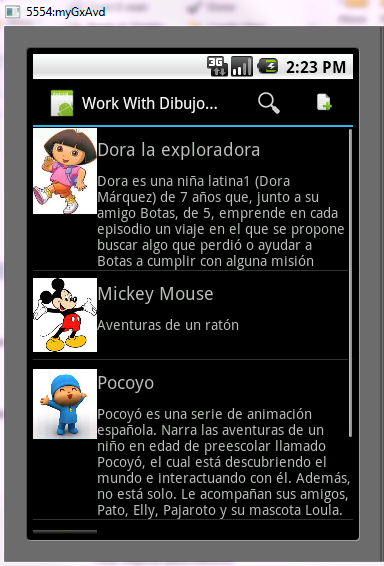 5554:myGxAvd
3G
2:23 PM
Work With Dibujo...
Dora la exploradora
Dora es una niña latina1 (Dora
Márquez) de 7 años que, junto a su
amigo Botas, de 5, emprende en cada
episodio un viaje en el que se propone
buscar algo que perdió o ayudar a
Botas a cumplir con alguna misión
Mickey Mouse
Aventuras de un ratón
Pocoyo
Pocoyó es una serie de animación
española. Narra las aventuras de un
niño en edad de preescolar llamado
Pocoyó, el cual está descubriendo el
mundo e interactuando con él. Además,
no está solo. Le acompañan sus amigos,
Pato, Elly, Pajaroto y su mascota Loula.